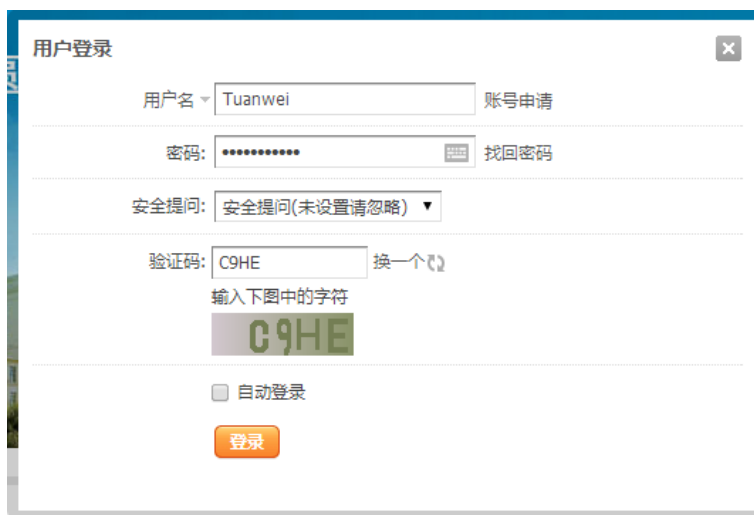 用户登录
用户名 Tuanwei 账号申请
密码: ••••••••••• 找回密码
安全提问: 安全提问(未设置请忽略)
验证码: C9HE 换一个
输入下图中的字符
C9HE
自动登录
登录